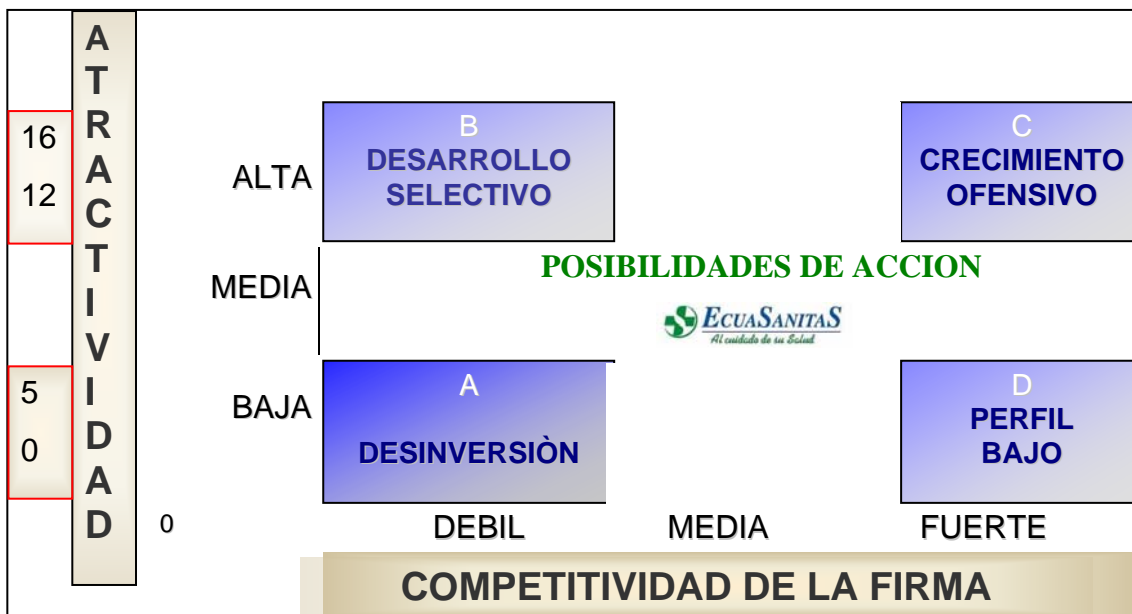 ATRACTIVIDAD
16
12
5
0
ALTA
MEDIA
BAJA
B
DESARROLLO
SELECTIVO
C
CRECIMIENTO
OFENSIVO
POSIBILIDADES DE ACCION
ECUASANITAS
Al cuidado de su Salud
A
DESINVERSIÒN
D
PERFIL
BAJO
0
DEBIL MEDIA FUERTE
COMPETITIVIDAD DE LA FIRMA